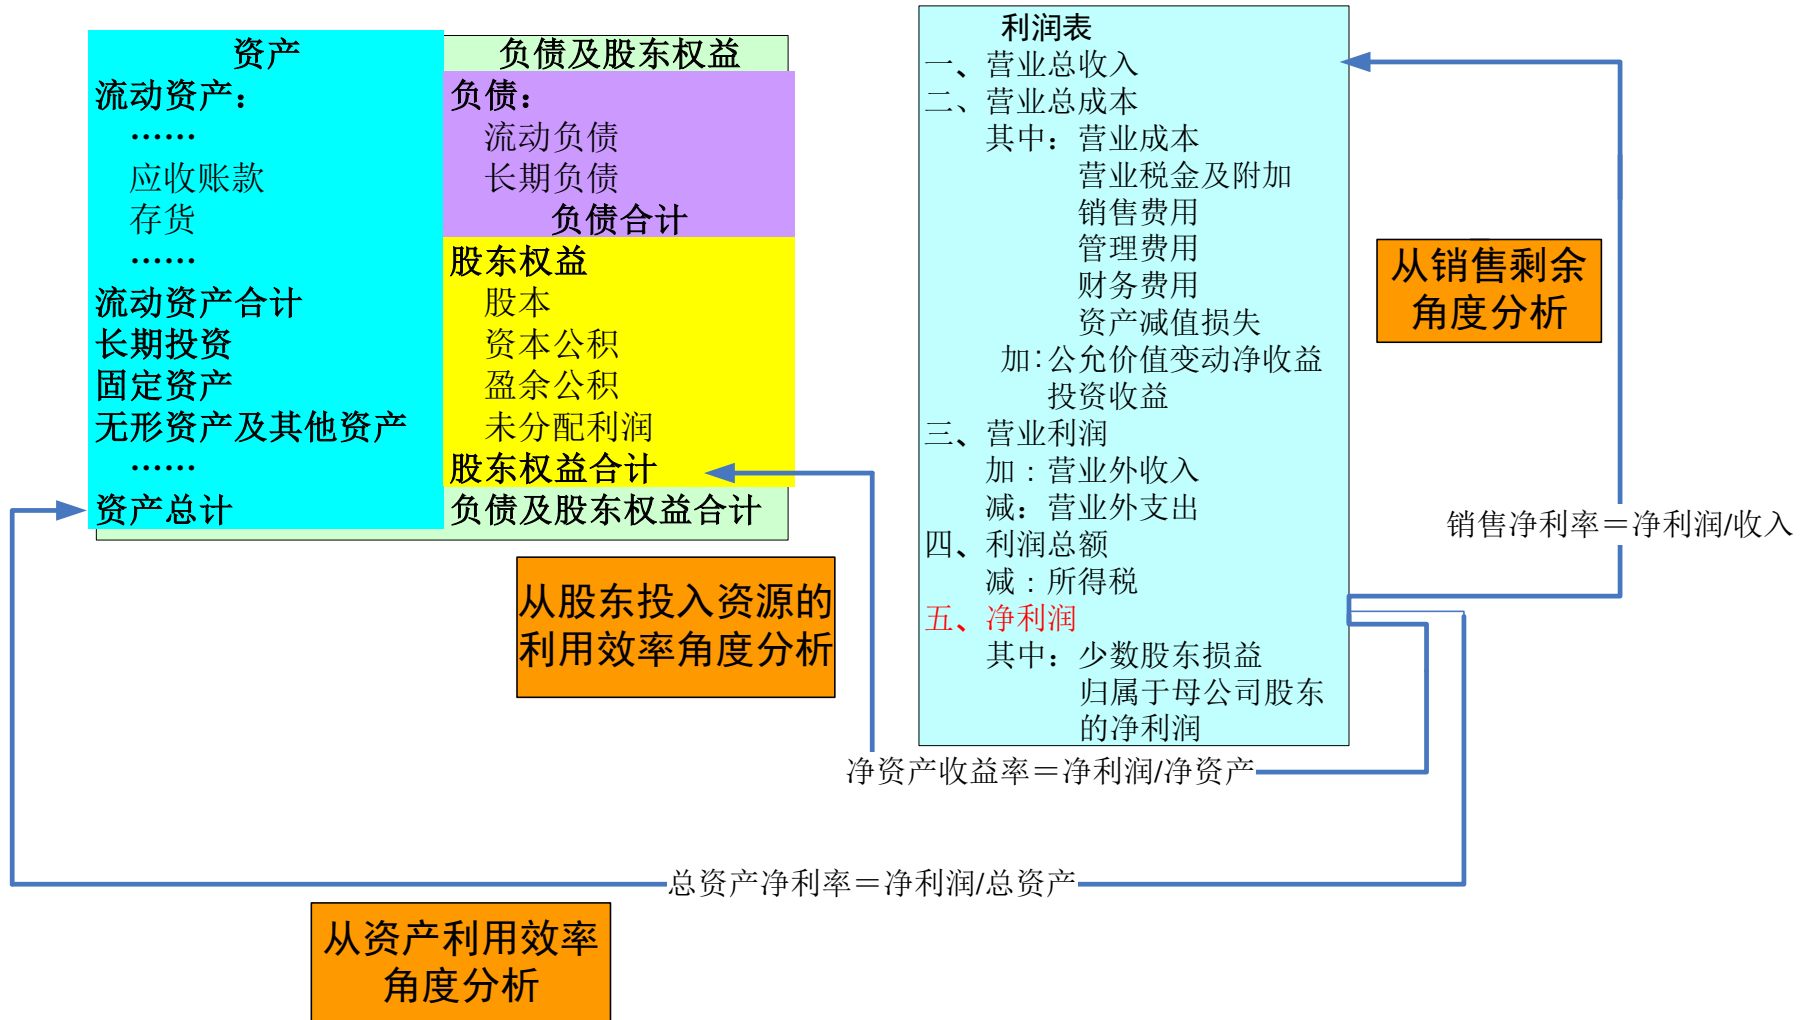 资产
流动资产：
……
应收账款
存货
……
流动资产合计
长期投资
固定资产
无形资产及其他资产
……
资产总计
负债及股东权益
负债：
流动负债
长期负债
负债合计
股东权益
股本
资本公积
盈余公积
未分配利润
股东权益合计
负债及股东权益合计
利润表
一、营业总收入
二、营业总成本
其中：营业成本
营业税金及附加
销售费用
管理费用
财务费用
资产减值损失
加：公允价值变动净收益
投资收益
三、营业利润
加：营业外收入
减：营业外支出
四、利润总额
减：所得税
五、净利润
其中：少数股东损益
归属于母公司股东
的净利润
从销售剩余
角度分析
销售净利率＝净利润/收入
从股东投入资源的
利用效率角度分析
净资产收益率＝净利润/净资产
总资产净利率＝净利润/总资产
从资产利用效率
角度分析